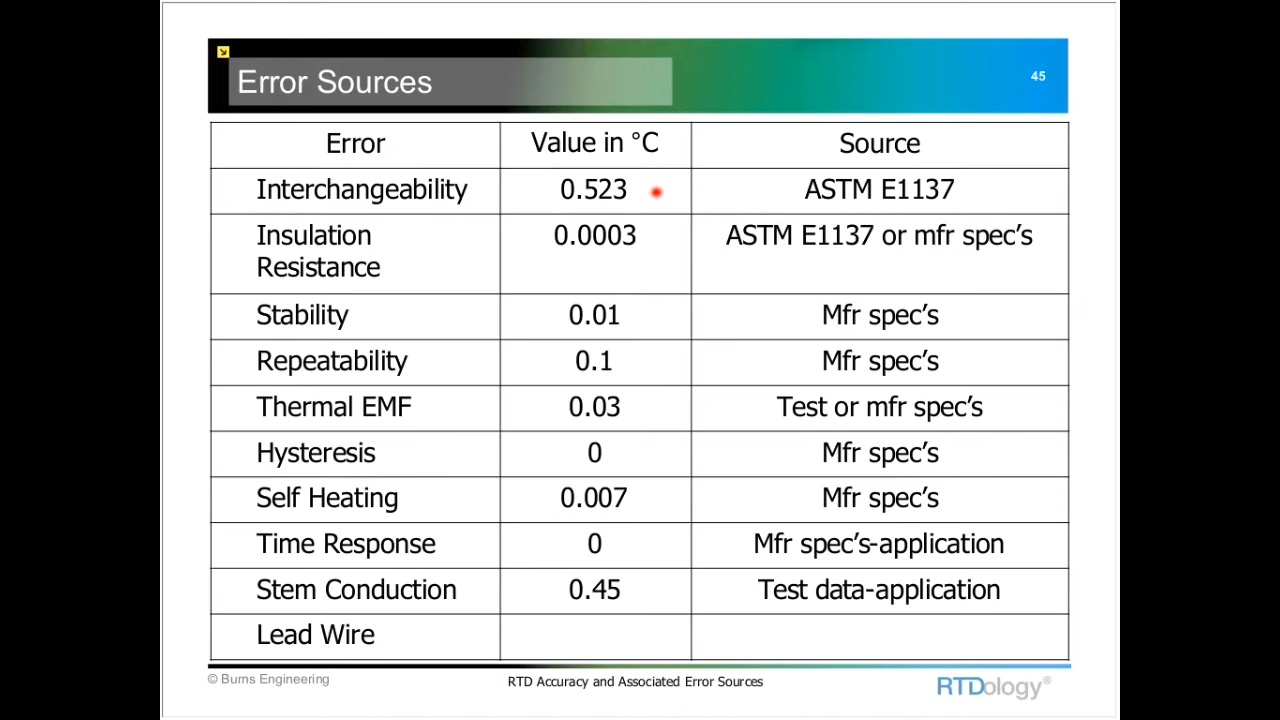 Error Sources
45
Error Value in °C Source
Interchangeability 0.523 ASTM E1137
Insulation 0.0003 ASTM E1137 or mfr spec’s
Resistance
Stability 0.01 Mfr spec’s
Repeatability 0.1 Mfr spec’s
Thermal EMF 0.03 Test or mfr spec’s
Hysteresis 0 Mfr spec’s
Self Heating 0.007 Mfr spec’s
Time Response 0 Mfr spec’s-application
Stem Conduction 0.45 Test data-application
Lead Wire
© Burns Engineering
RTD Accuracy and Associated Error Sources
RTDology®